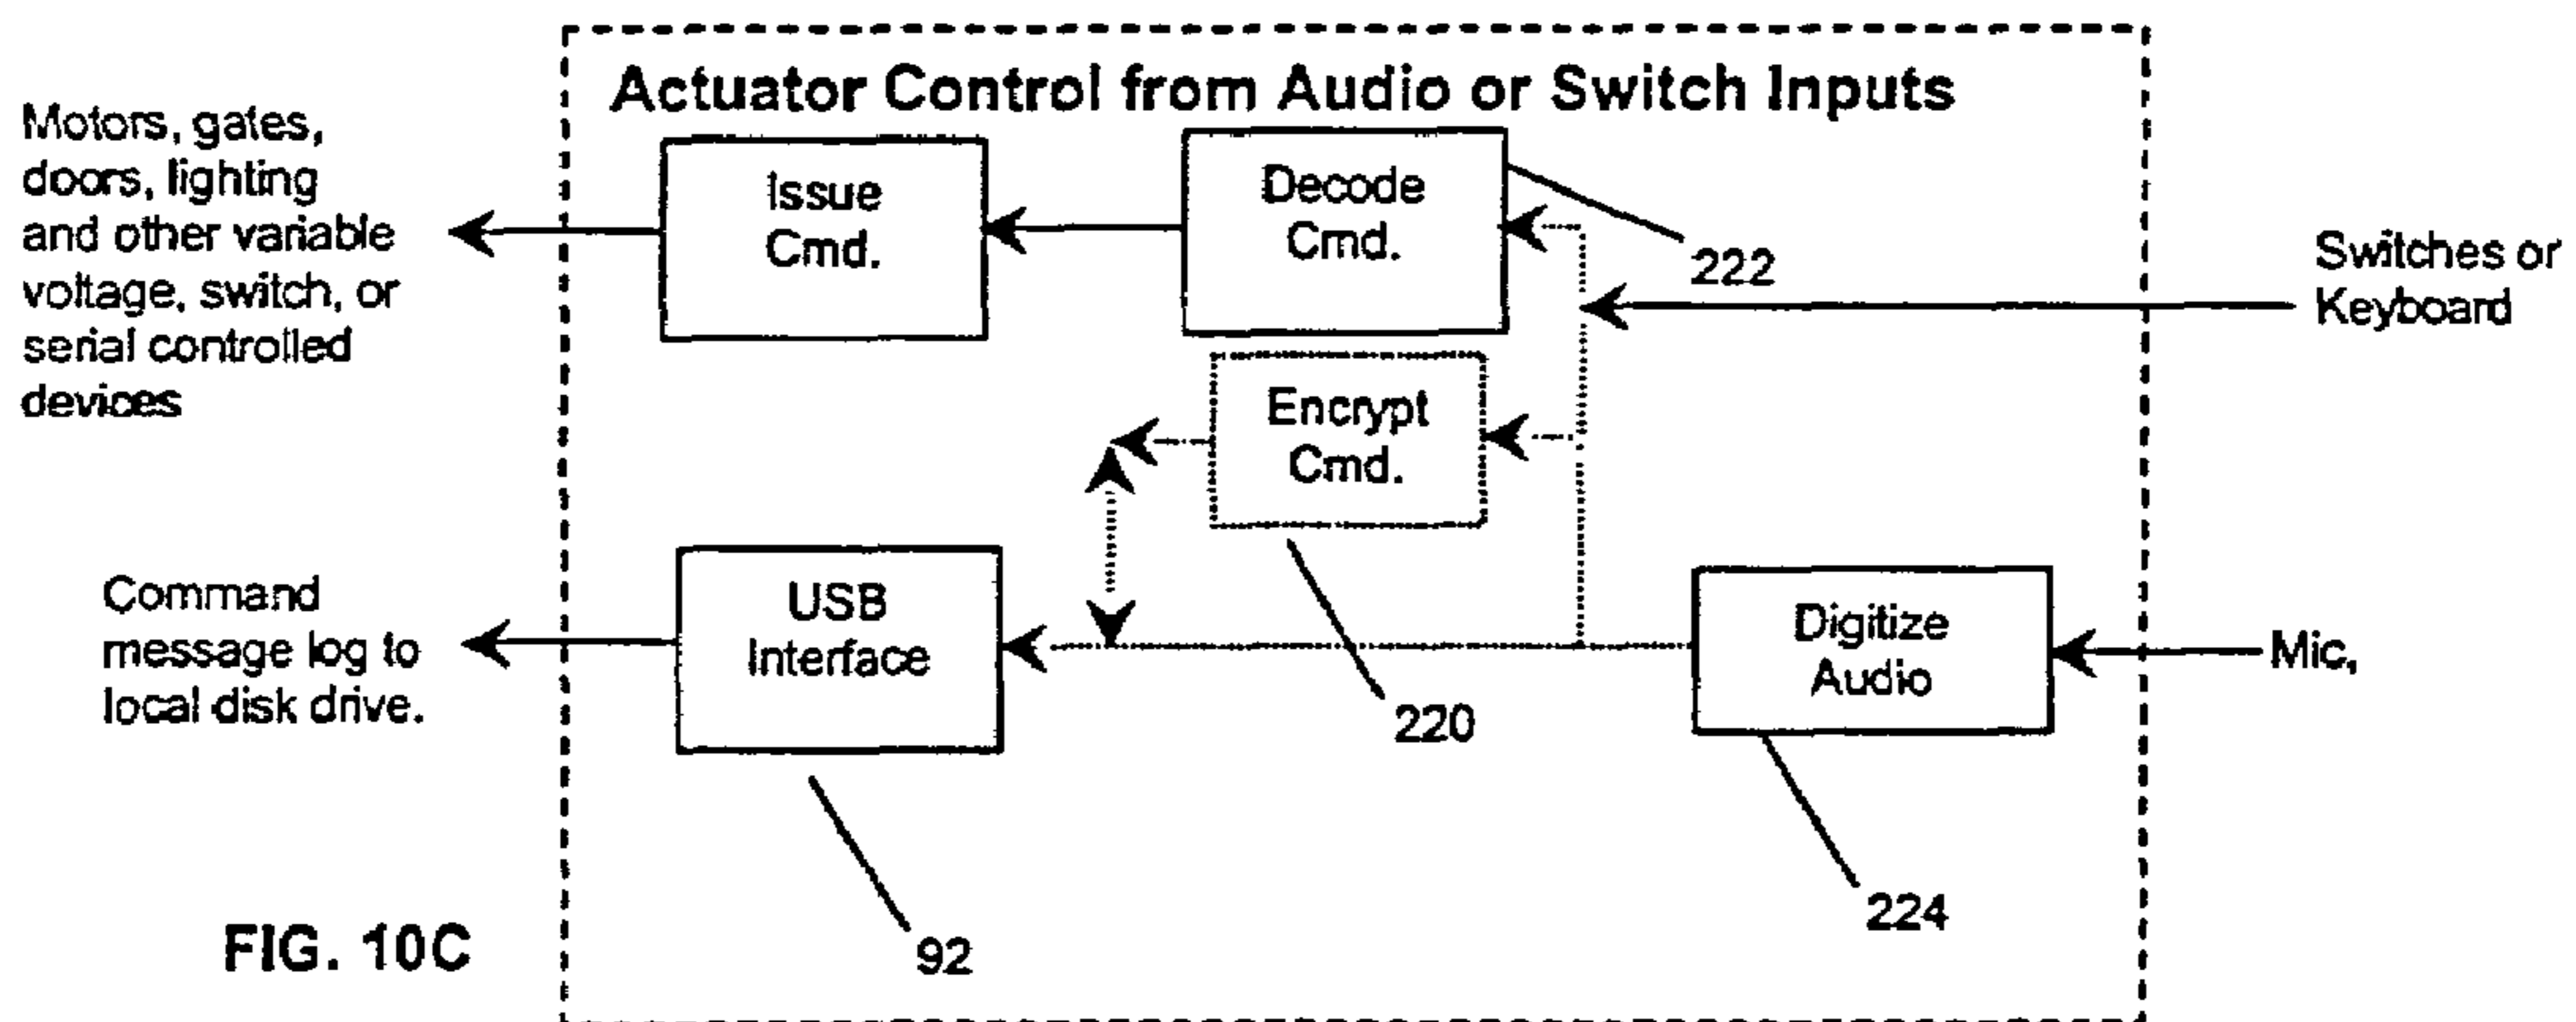 Actuator Control from Audio or Switch Inputs
Motors, gates,
doors, lighting
and other variable
voltage, switch, or
serial controlled
devices
Issue
Cmd.
Decode
Cmd.
222
Switches or
Keyboard
Encrypt
Cmd.
220
Command
message log to
local disk drive.
USB
Interface
92
Digitize
Audio
224
Mic,
FIG. 10C